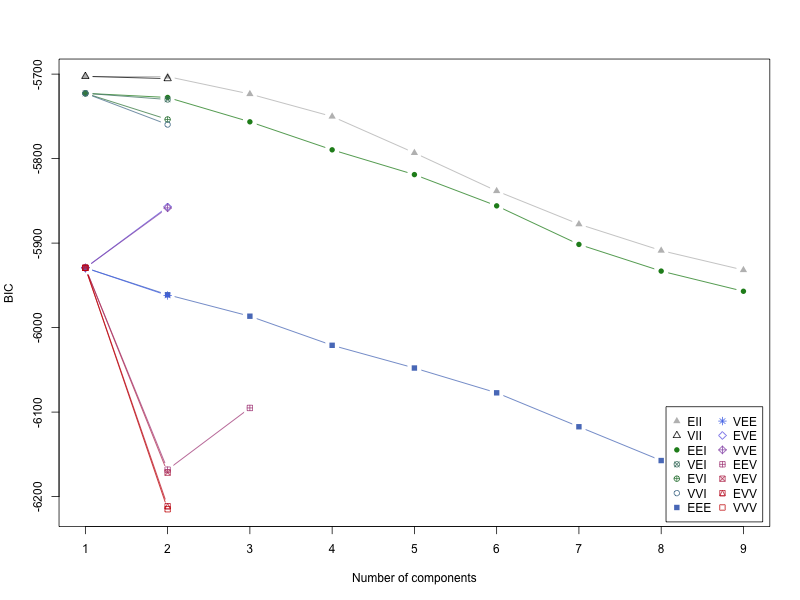 -5700
-5800
-5900
-6000
-6100
-6200
BIC
1 2 3 4 5 6 7 8 9
Number of components
EII VEE
VII EVE
EEI VVE
VEI EEV
EVI VEV
VVI EVV
EEE VVV